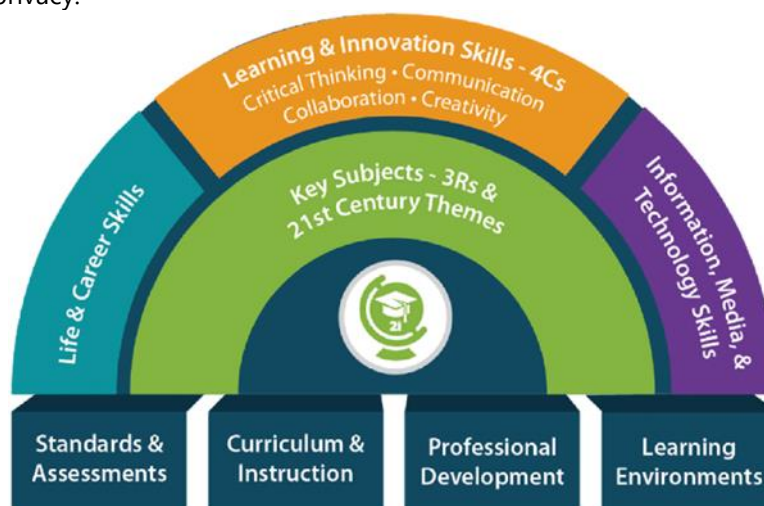 privacy.
Learning & Innovation Skills - 4Cs
Critical Thinking • Communication
Collaboration • Creativity
Key Subjects - 3Rs &
21st Century Themes
Life & Career Skills
Information, Media, &
Technology Skills
21
Standards &
Assessments
Curriculum &
Instruction
Professional
Development
Learning
Environments